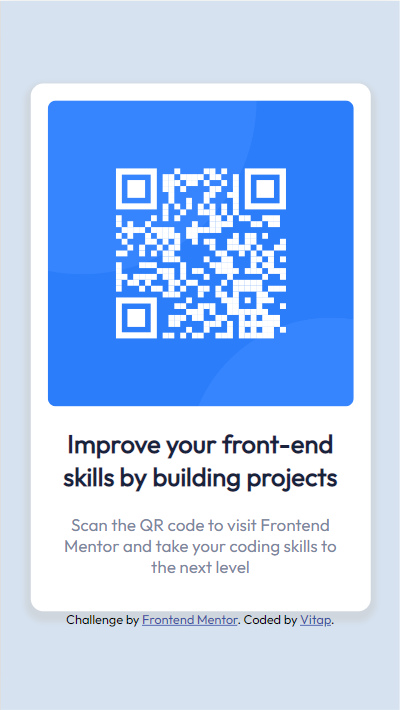 Improve your front-end
skills by building projects
Scan the QR code to visit Frontend
Mentor and take your coding skills to
the next level
Challenge by Frontend Mentor. Coded by Vitap.